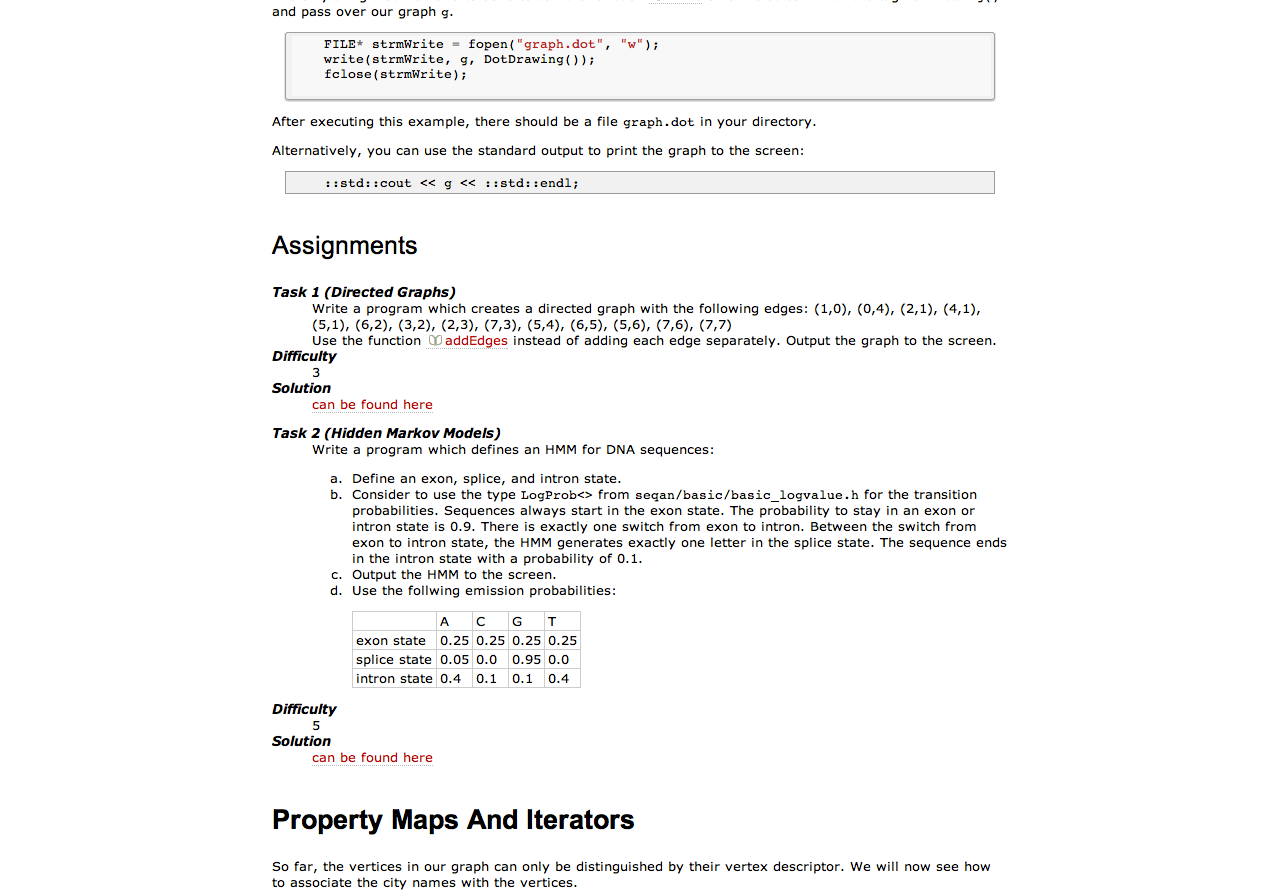 and pass over our graph g.
FILE* strmWrite = fopen("graph.dot", "w");
write(strmWrite, g, DotDrawing());
fclose(strmWrite);
After executing this example, there should be a file graph.dot in your directory.
Alternatively, you can use the standard output to print the graph to the screen:
::std::cout << g << ::std::endl;
Assignments
Task 1 (Directed Graphs)
Write a program which creates a directed graph with the following edges: (1,0), (0,4), (2,1), (4,1),
(5,1), (6,2), (3,2), (2,3), (7,3), (5,4), (6,5), (5,6), (7,6), (7,7)
Use the function addEdges instead of adding each edge separately. Output the graph to the screen.
Difficulty
3
Solution
can be found here
Task 2 (Hidden Markov Models)
Write a program which defines an HMM for DNA sequences:
a. Define an exon, splice, and intron state.
b. Consider to use the type LogProb<> from seqan/basic/basic_logvalue.h for the transition
probabilities. Sequences always start in the exon state. The probability to stay in an exon or
intron state is 0.9. There is exactly one switch from exon to intron. Between the switch from
exon to intron state, the HMM generates exactly one letter in the splice state. The sequence ends
in the intron state with a probability of 0.1.
c. Output the HMM to the screen.
d. Use the follwing emission probabilities:
A C G T
exon state 0.25 0.25 0.25 0.25
splice state 0.05 0.0 0.95 0.0
intron state 0.4 0.1 0.1 0.4
Difficulty
5
Solution
can be found here
Property Maps And Iterators
So far, the vertices in our graph can only be distinguished by their vertex descriptor. We will now see how
to associate the city names with the vertices.